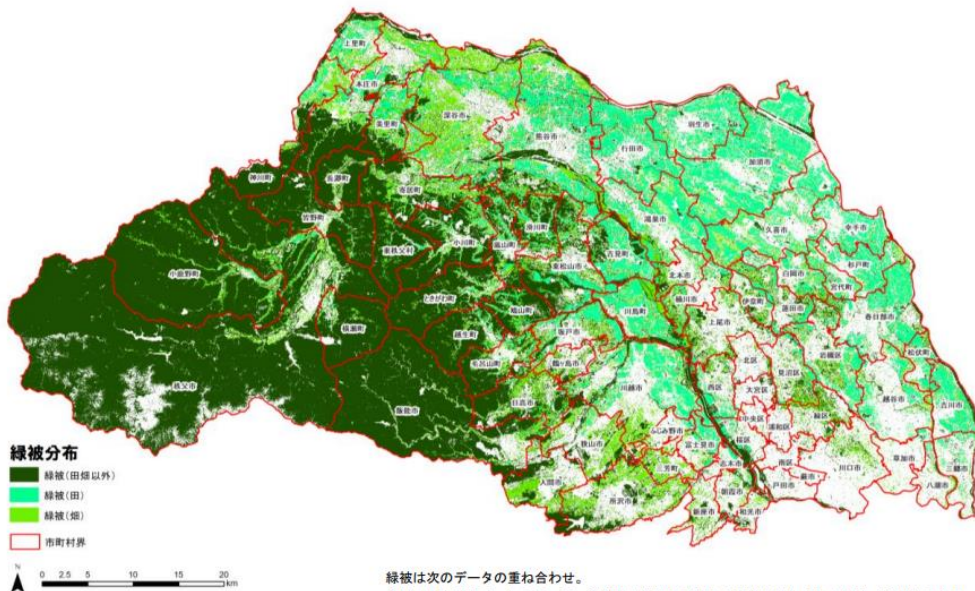 上里町
本庄市
美里町
深谷市
熊谷市
行田市
羽生市
加須市
神川町
長瀞町
寄居町
皆野町
小鹿野町
東秩父村
小川町
嵐山町
滑川町
東松山市
吉見町
鴻巣市
久喜市
幸手市
杉戸町
宮代町
白岡市
北本市
桶川市
伊奈町
蓮田市
春日部市
ときがわ町
鳩山町
川島町
上尾市
横瀬町
越生町
坂戸市
毛呂山町
鶴ヶ島市
川越市
北区
岩槻区
見沼区
西区
大宮区
松伏町
越谷市
吉川市
秩父市
飯能市
日高市
狭山市
ふじみ野市
富士見市
中央区
浦和区
緑区
桜区
南区
三芳町
志木市
戸田市
蕨市
川口市
草加市
三郷市
八潮市
入間市
所沢市
朝霞市
新座市
和光市
緑被分布
緑被(田畑以外)
緑被(田)
緑被(畑)
市町村界
N
0 2.5 5 10 15 20
km
緑被は次のデータの重ね合わせ。